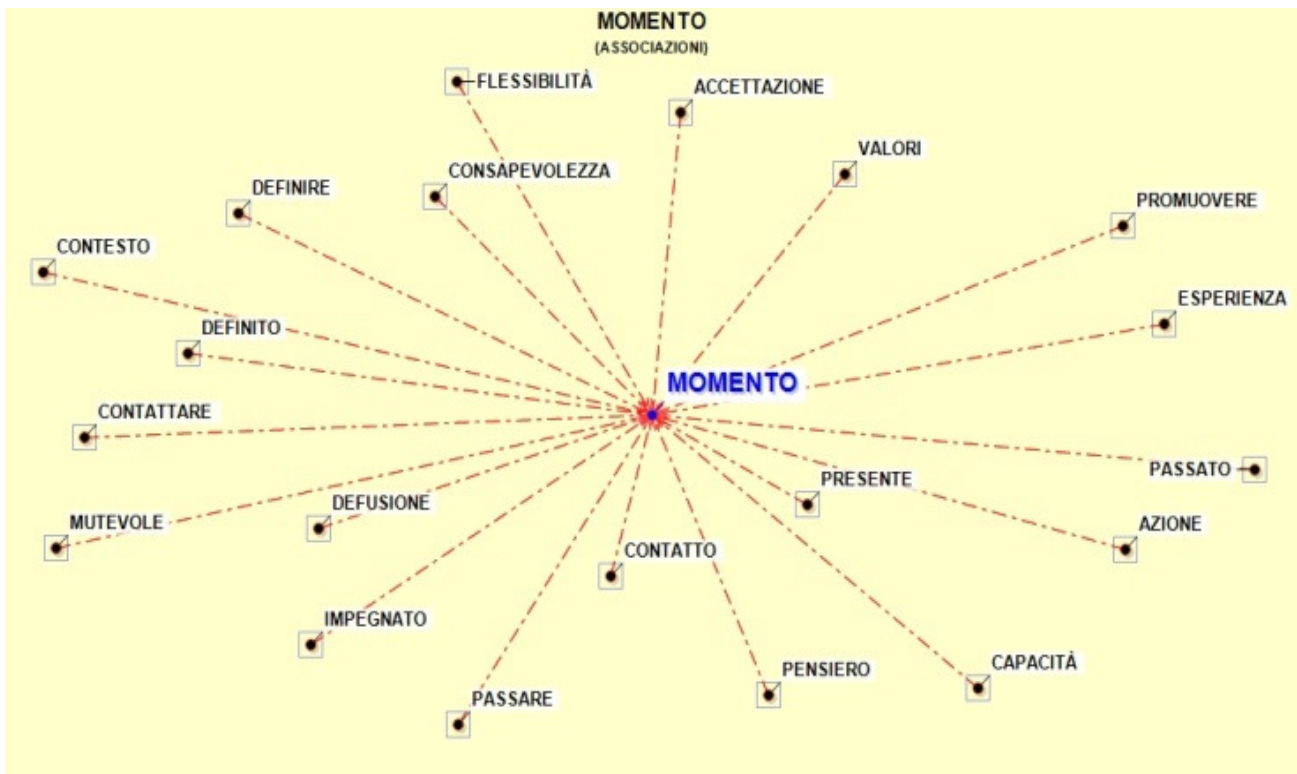 MOMENTO
(ASSOCIAZIONI)
FLESSIBILITÀ
ACCETTAZIONE
VALORI
CONSAPEVOLEZZA
DEFINIRE
PROMUOVERE
CONTESTO
ESPERIENZA
DEFINITO
MOMENTO
CONTATTARE
PASSATO
PRESENTE
DEFUSIONE
MUTEVOLE
AZIONE
CONTATTO
IMPEGNATO
CAPACITÀ
PENSIERO
PASSARE